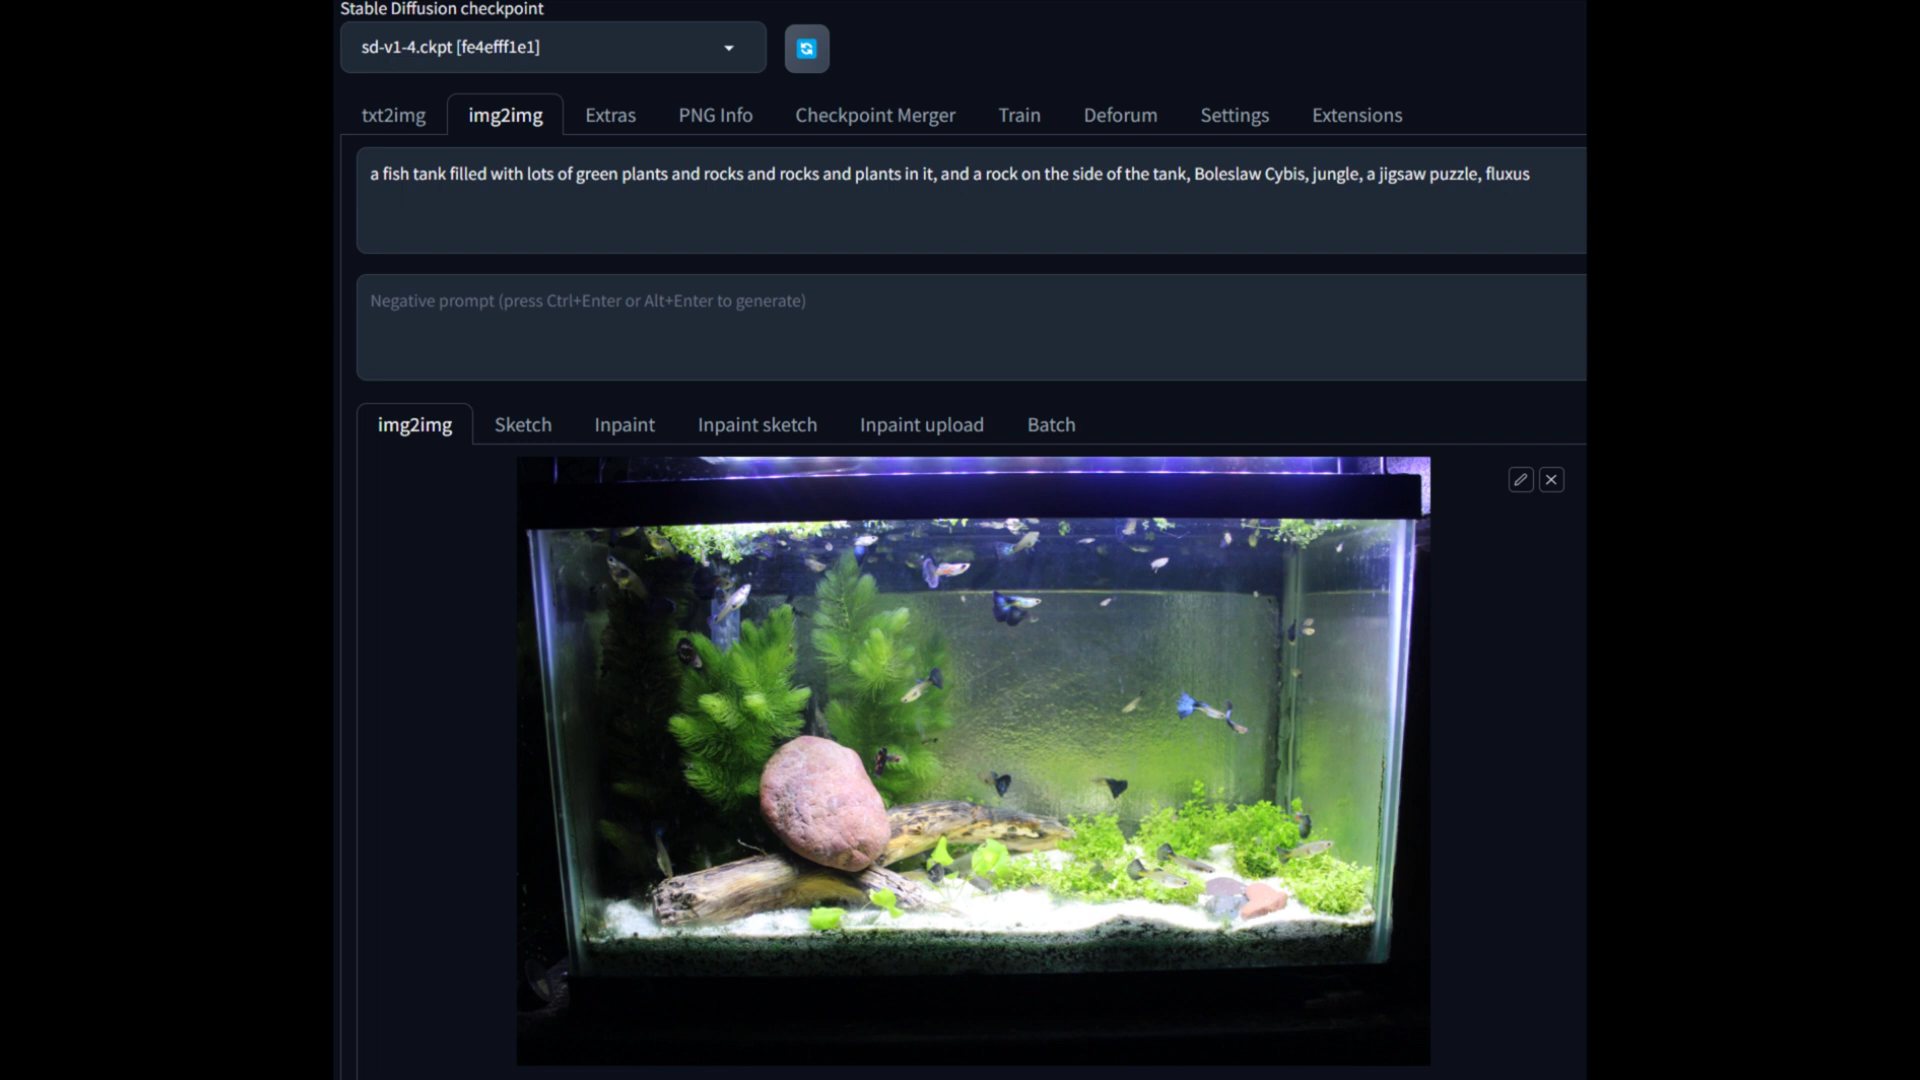 Stable Diffusion checkpoint
sd-v1-4.ckpt [fe4efff1e1]
txt2img img2img Extras PNG Info Checkpoint Merger Train Deforum Settings Extensions
a fish tank filled with lots of green plants and rocks and rocks and plants in it, and a rock on the side of the tank, Boleslaw Cybis, jungle, a jigsaw puzzle, fluxus
Negative prompt (press Ctrl+Enter or Alt+Enter to generate)
img2img Sketch Inpaint Inpaint sketch Inpaint upload Batch